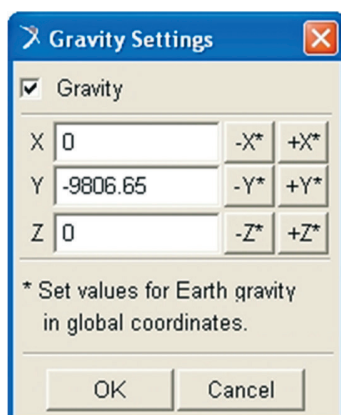 Gravity Settings
Gravity
X 0 -X* +X*
Y -9806.65 -Y* +Y*
Z 0 -Z* +Z*
* Set values for Earth gravity
in global coordinates.
OK Cancel